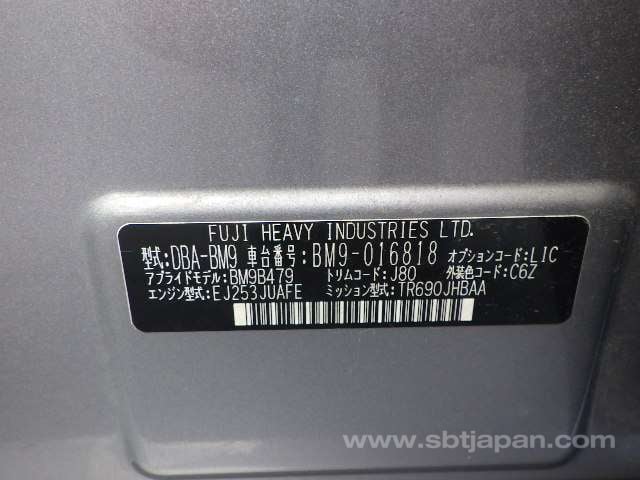 FUJI HEAVY INDUSTRIES LTD.
型式:DBA-BM9 車台番号:BM9-016818 オプションコード:LIC
アプライドモデル:BM9B479 トリムコード:J80 外装色コード:C6Z
エンジン型式:EJ253JUAFE ミッション型式:TR690JHBAA
www.sbtjapan.com